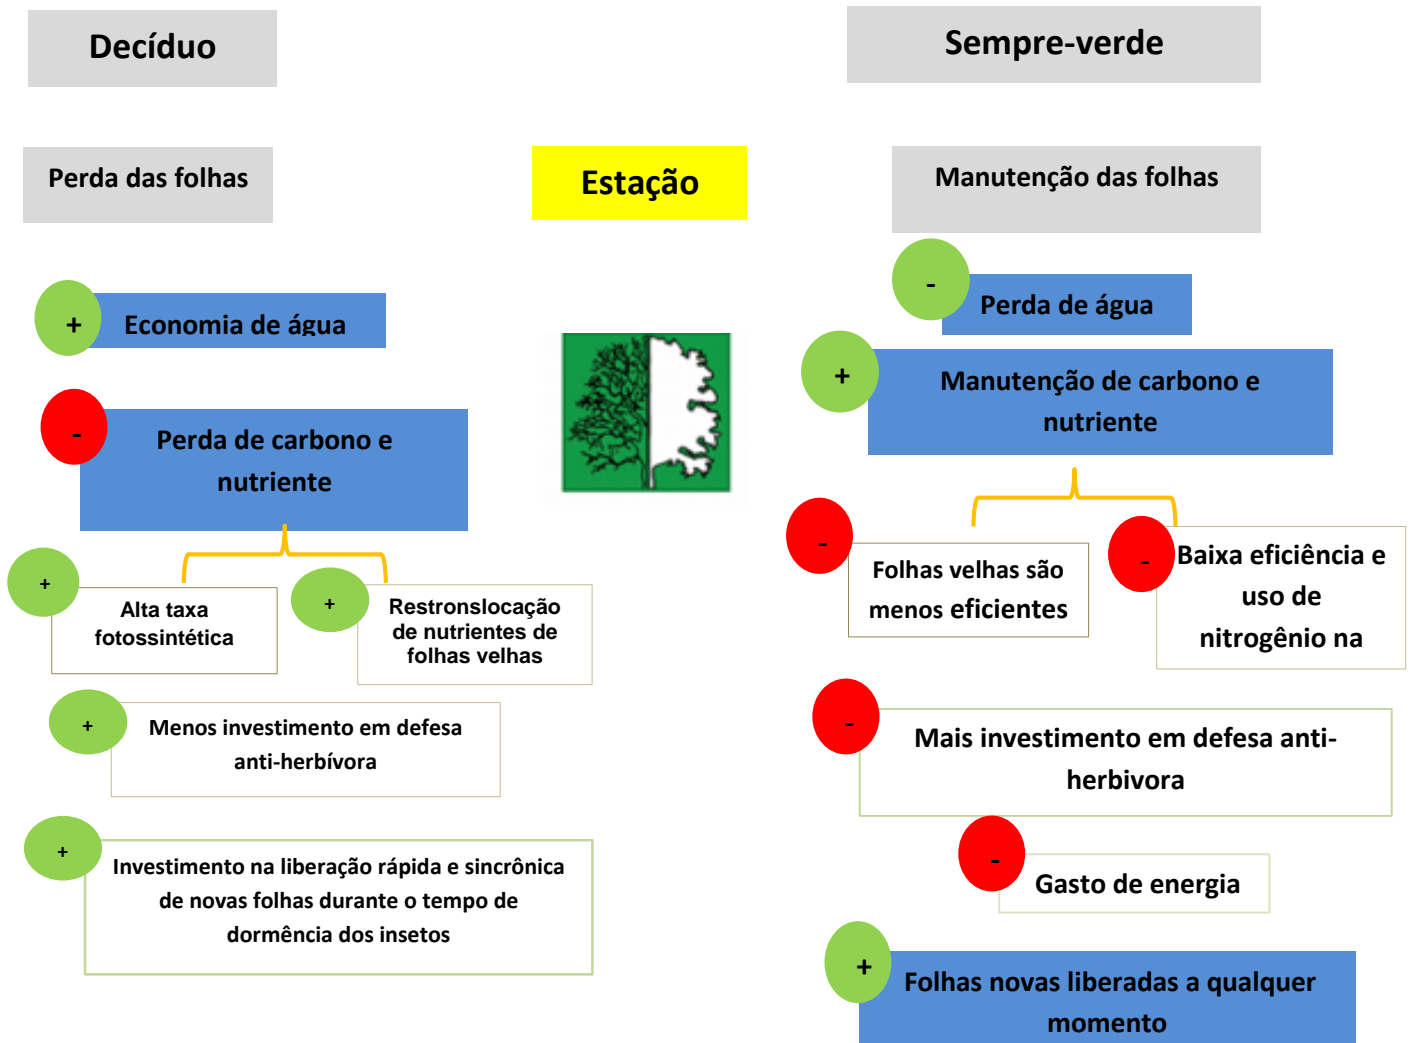 Decíduo
Perda das folhas
+
Economia de água
-
Perda de carbono e
nutriente
+
Alta taxa
fotossintética
+
Restronslocação
de nutrientes de
folhas velhas
+
Menos investimento em defesa
anti-herbívora
+
Investimento na liberação rápida e sincrônica
de novas folhas durante o tempo de
dormência dos insetos
Estação
Sempre-verde
Manutenção das folhas
-
Perda de água
+
Manutenção de carbono e
nutriente
-
Folhas velhas são
menos eficientes
-
Baixa eficiência e
uso de
nitrogênio na
-
Mais investimento em defesa anti-
herbivora
-
Gasto de energia
+
Folhas novas liberadas a qualquer
momento